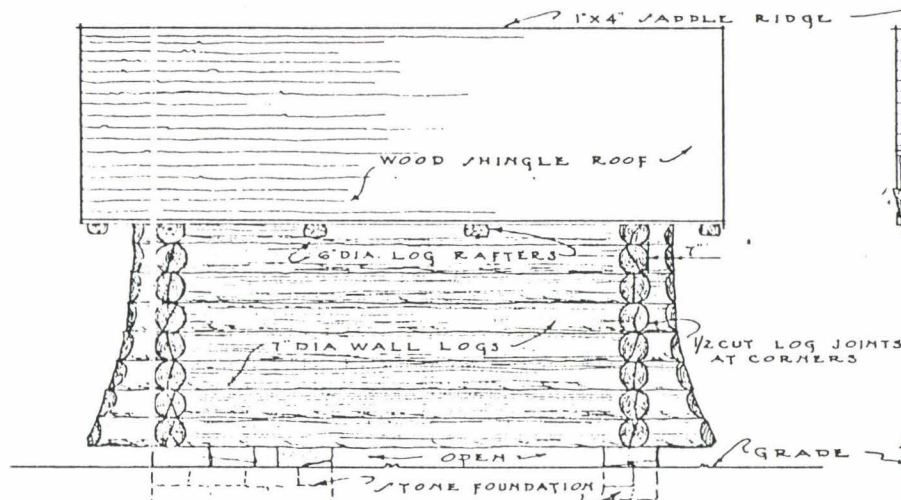 1"X4" SADDLE RIDGE
WOOD SHINGLE ROOF
6"DIA. LOG RAFTERS
7"
7"DIA WALL LOGS
1/2 CUT LOG JOINTS
AT CORNERS
OPEN
GRADE
STONE FOUNDATION